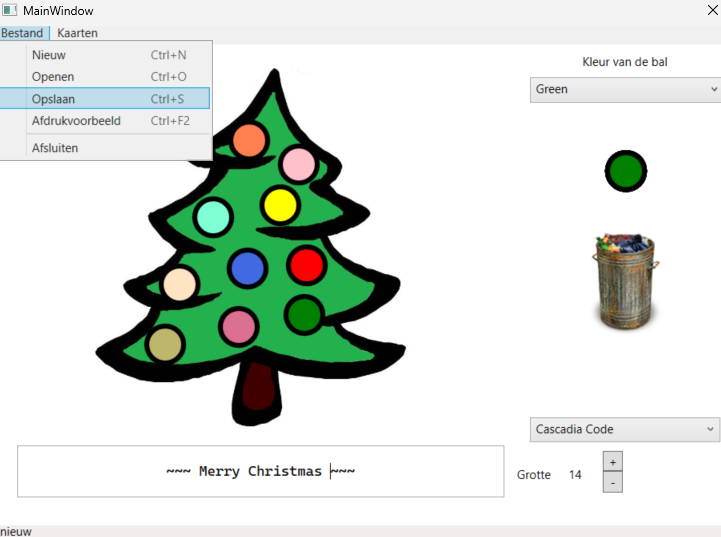 MainWindow
Bestand Kaarten
Nieuw Ctrl+N
Openen Ctrl+O
Opslaan Ctrl+S
Afdrukvoorbeeld Ctrl+F2
Afsluiten
Kleur van de bal
Green
Cascadia Code
~~~ Merry Christmas ~~~
Grotte 14 +
-
nieuw